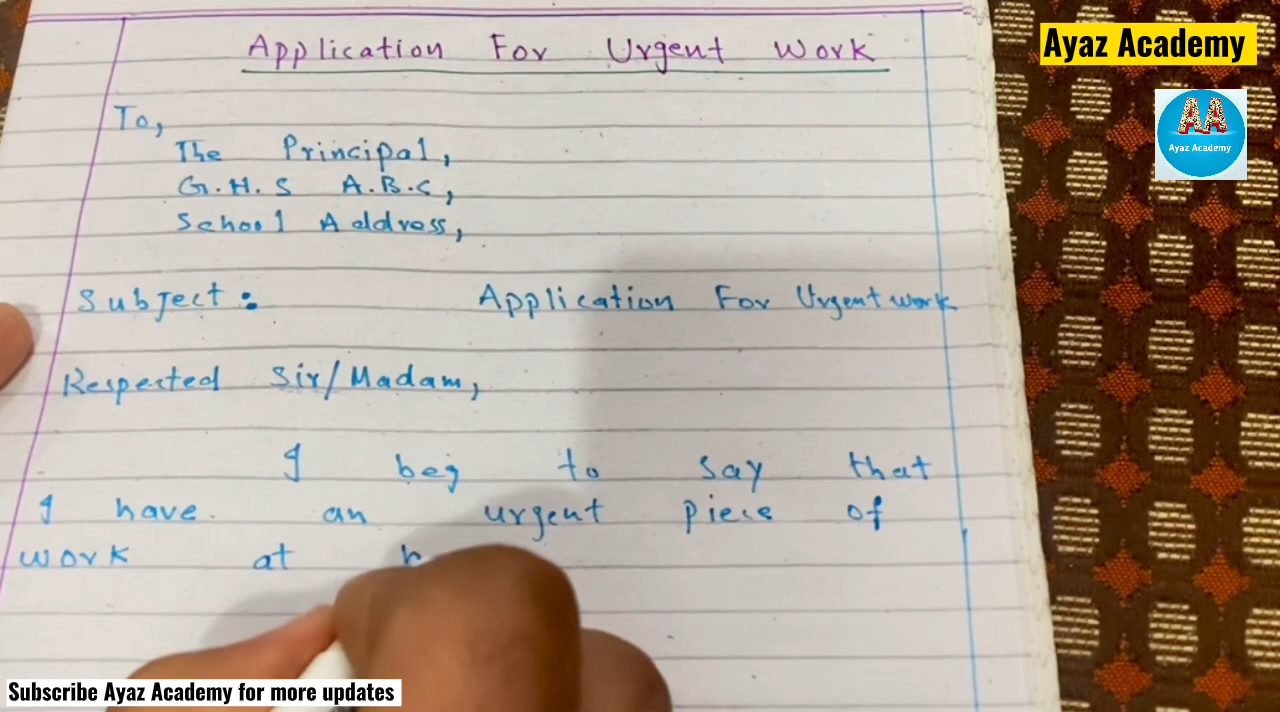 Application For Urgent Work
To,
The Principal,
G.H.S A.B.C,
School Address,
Subject:
Application For Urgent work
Respected Sir/Madam,
I beg to say that
I have an urgent piece of
work at
Ayaz Academy
AA
Ayaz Academy
Subscribe Ayaz Academy for more updates